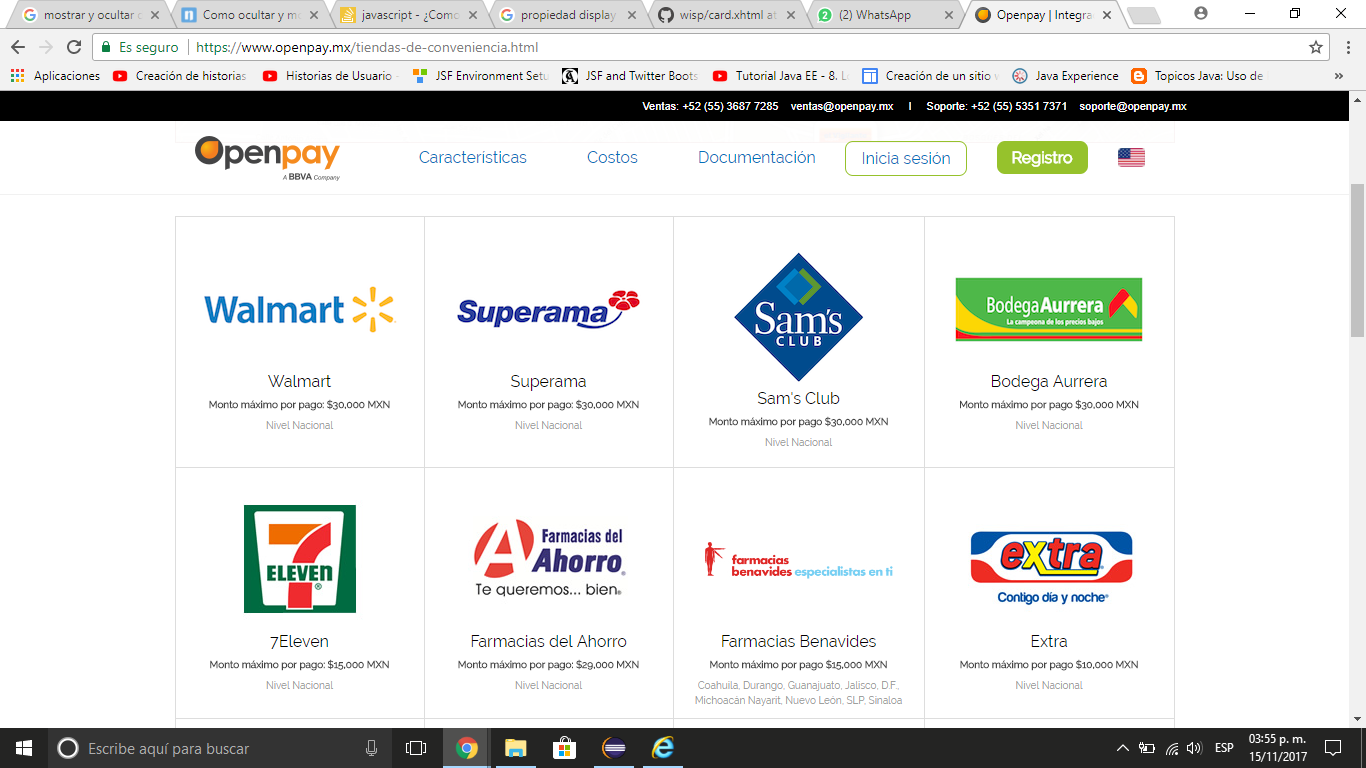 mostrar y ocultar
Como ocultar y m
javascript - ¿Com
propiedad display
wisp/card.xhtml at
(2) WhatsApp
Openpay | Integra
Es seguro
https://www.openpay.mx/tiendas-de-conveniencia.html
Aplicaciones
Creación de historias
Historias de Usuario -
JSF Environment Setu
JSF and Twitter Boots
Tutorial Java EE - 8. L
Creación de un sitio
Java Experience
Topicos Java: Uso de
»
Ventas: +52 (55) 3687 7285 ventas@openpay.mx I Soporte: +52 (55) 5351 7371 soporte@openpay.mx
Openpay
A BBVA Company
Características
Costos
Documentación
Inicia sesión
Registro
Walmart
Superama
Sam's
CLUB
Bodega Aurrera
La campeona de los precios bajos
Walmart
Monto máximo por pago: $30,000 MXN
Nivel Nacional
Superama
Monto máximo por pago: $30,000 MXN
Nivel Nacional
Sam's Club
Monto máximo por pago $30,000 MXN
Nivel Nacional
Bodega Aurrera
Monto máximo por pago: $30,000 MXN
Nivel Nacional
7
ELEVEN
®
Farmacias del
Ahorro®
Te queremos... bien.®
farmacias
benavides especialistas en ti
extra
Contigo día y noche®
7Eleven
Monto máximo por pago: $15,000 MXN
Nivel Nacional
Farmacias del Ahorro
Monto máximo por pago: $29,000 MXN
Nivel Nacional
Farmacias Benavides
Monto máximo por pago $15,000 MXN
Coahuila, Durango, Guanajuato, Jalisco, D.F.,
Michoacán Nayarit, Nuevo León, SLP, Sinaloa
Extra
Monto máximo por pago: $10,000 MXN
Nivel Nacional
Escribe aquí para buscar
ESP
03:55 p. m.
15/11/2017